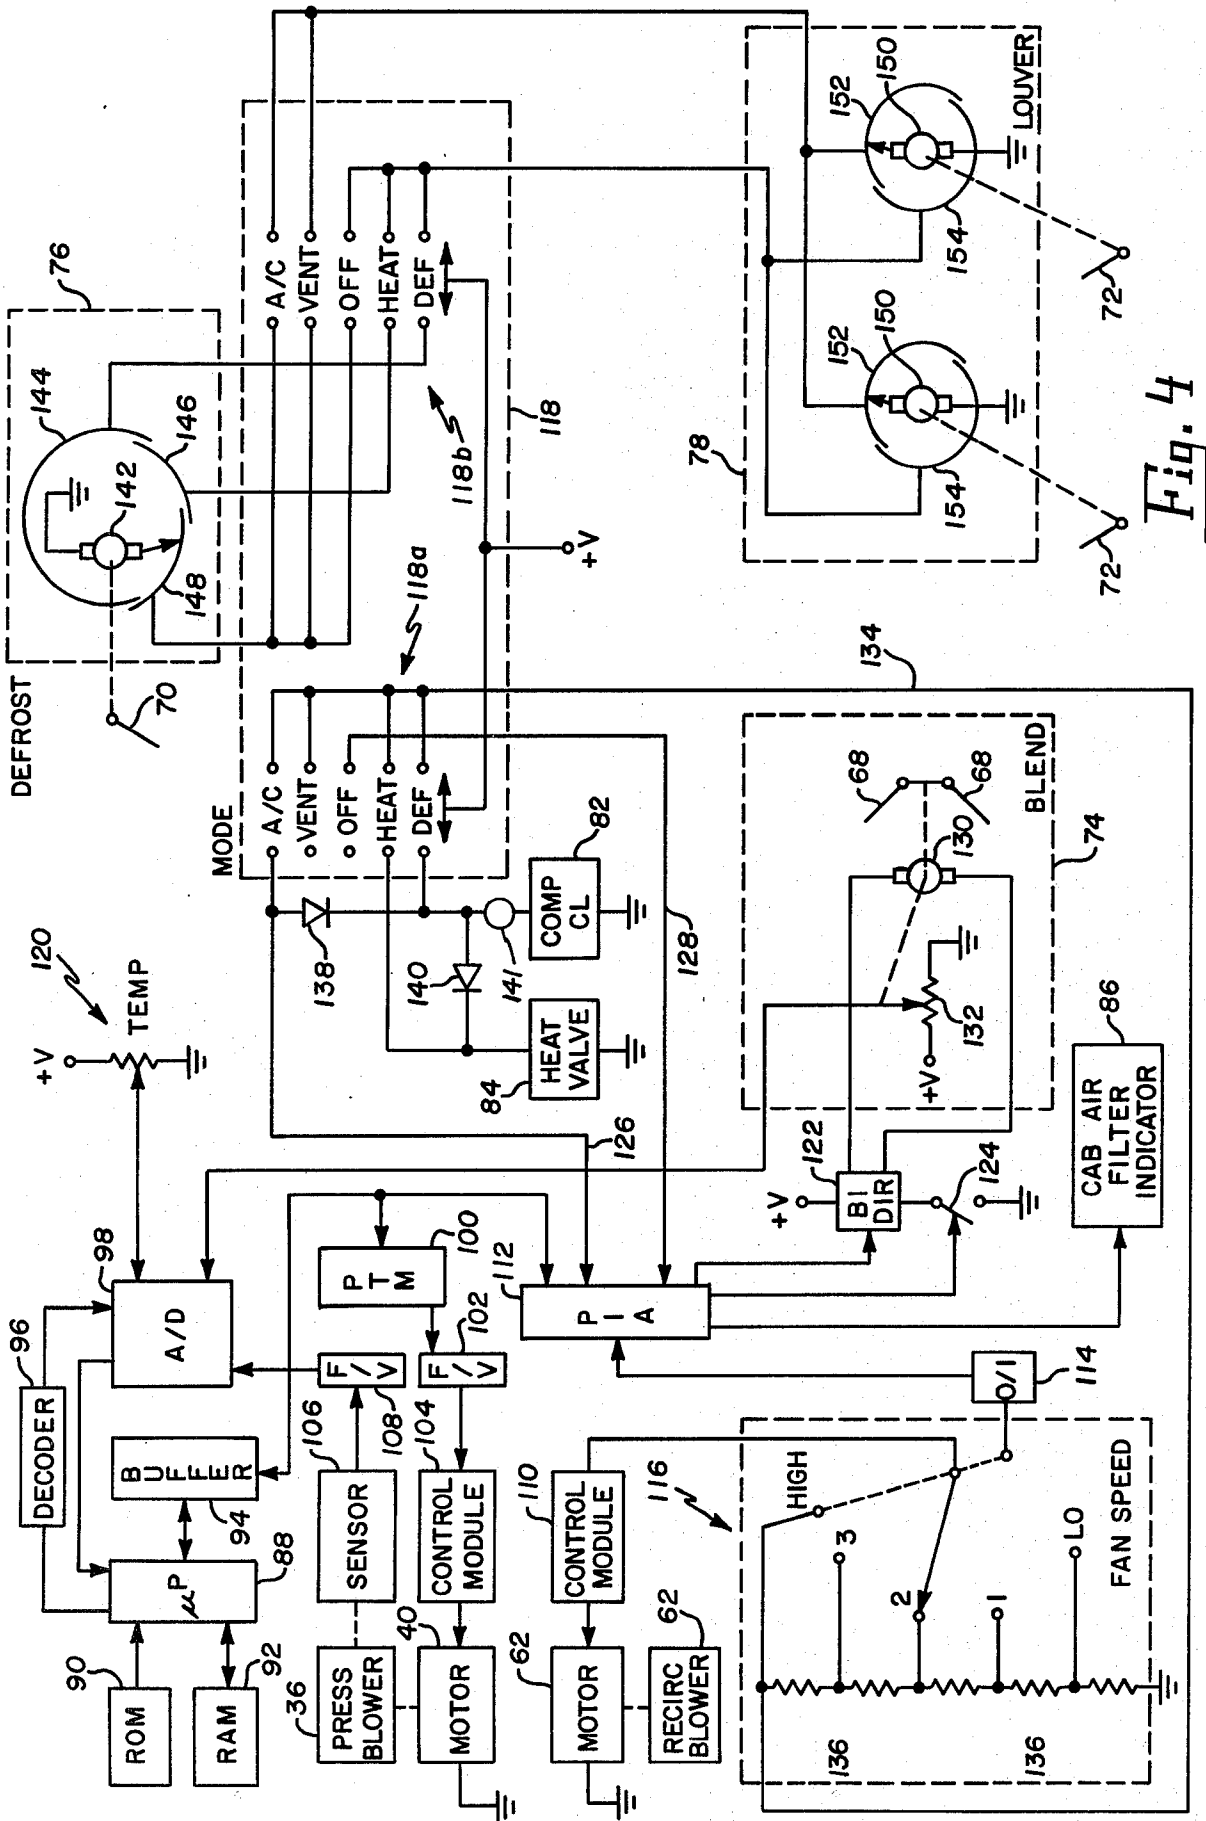 ROM
90
RAM
92
μP
88
DECODER
96
BUFFER
94
A/D
98
+V
120
TEMP
PRESS BLOWER
36
SENSOR
106
F/V
108
PTM
100
F/V
102
CONTROL MODULE
104
MOTOR
40
CONTROL MODULE
110
MOTOR
62
RECIRC BLOWER
62
PIA
112
126
128
HEAT VALVE
84
COMP CL
82
138
140
141
MODE
A/C
VENT
OFF
HEAT
DEF
118a
A/C
VENT
OFF
HEAT
DEF
118b
118
+V
DEFROST
70
76
142
144
146
148
78
LOUVER
150
152
154
72
150
152
154
72
134
BLEND
74
68
68
130
132
+V
+V
122
BI DIR
124
CAB AIR
FILTER
INDICATOR
86
0/1
114
116
FAN SPEED
HIGH
3
2
1
LO
136
136
Fig. 4